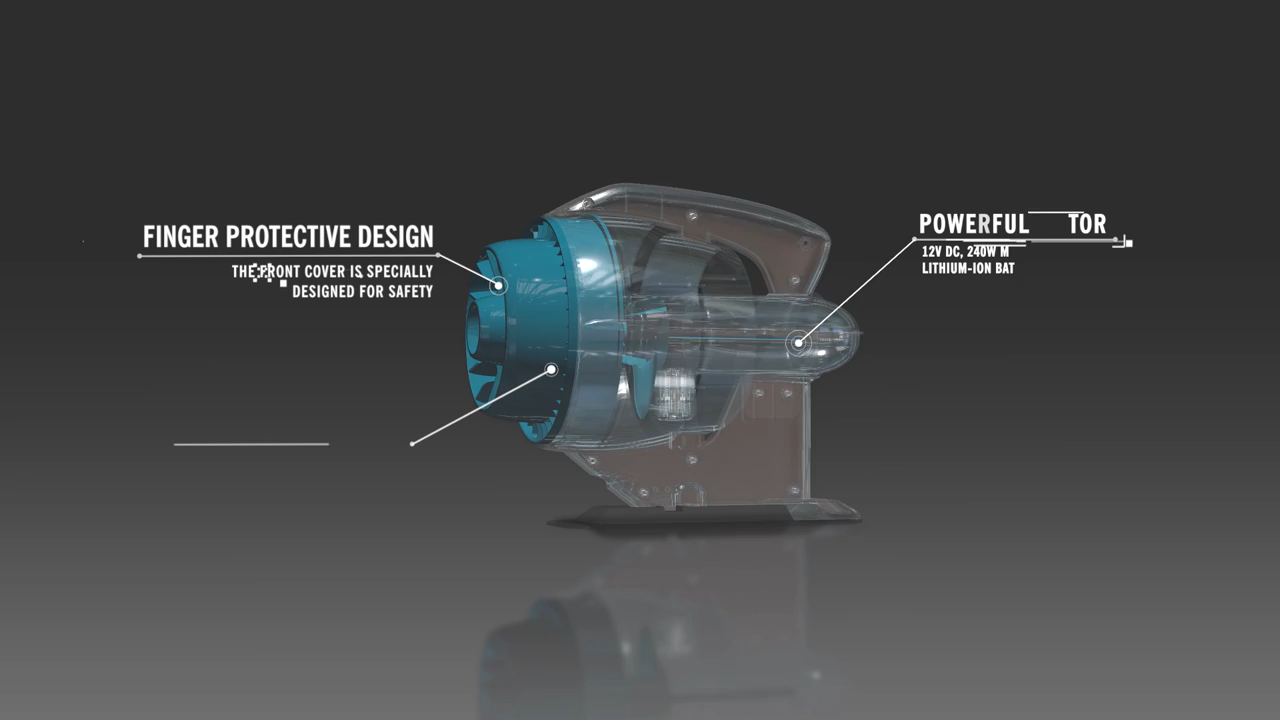 FINGER PROTECTIVE DESIGN
THE FRONT COVER IS SPECIALLY
DESIGNED FOR SAFETY
POWERFUL TOR
12V DC, 240W M
LITHIUM-ION BAT